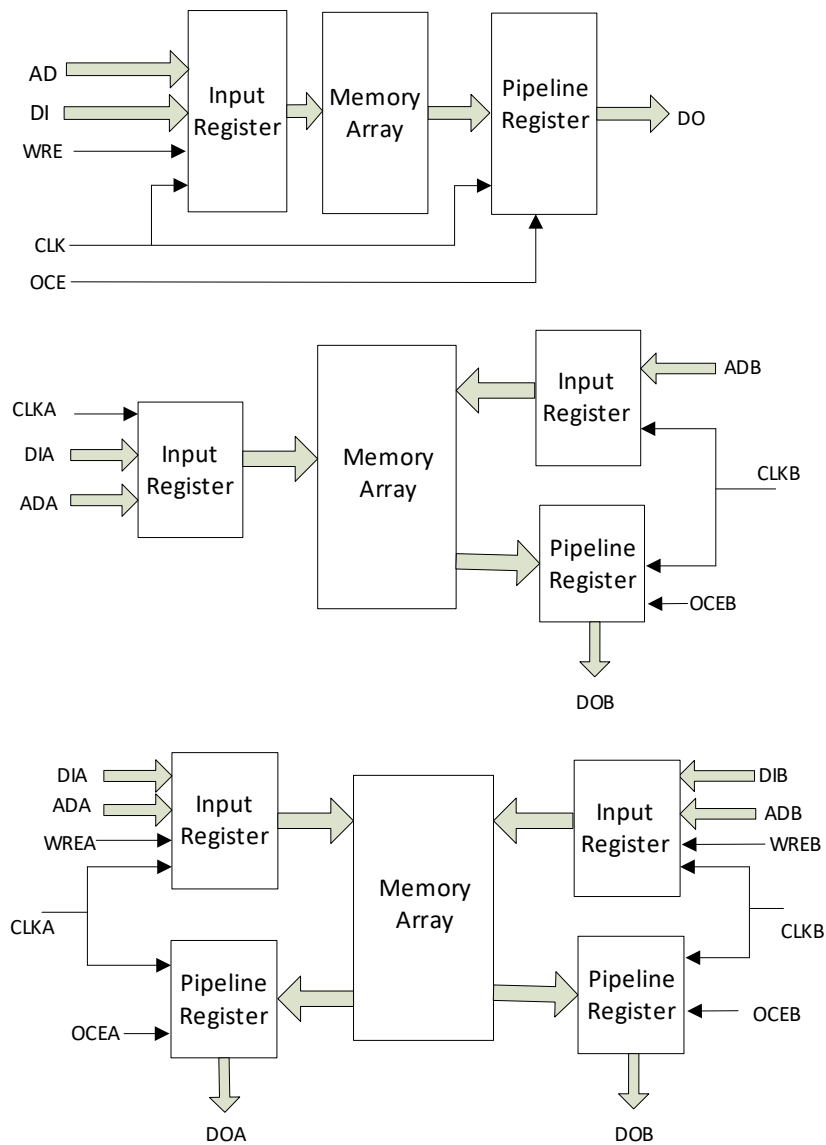 AD
DI
WRE
CLK
OCE
Input
Register
Memory
Array
Pipeline
Register
DO
CLKA
DIA
ADA
Input
Register
Memory
Array
Input
Register
ADB
CLKB
Pipeline
Register
OCEB
DOB
DIA
ADA
WREA
CLKA
Input
Register
Pipeline
Register
OCEA
DOA
Memory
Array
Input
Register
DIB
ADB
WREB
CLKB
Pipeline
Register
OCEB
DOB